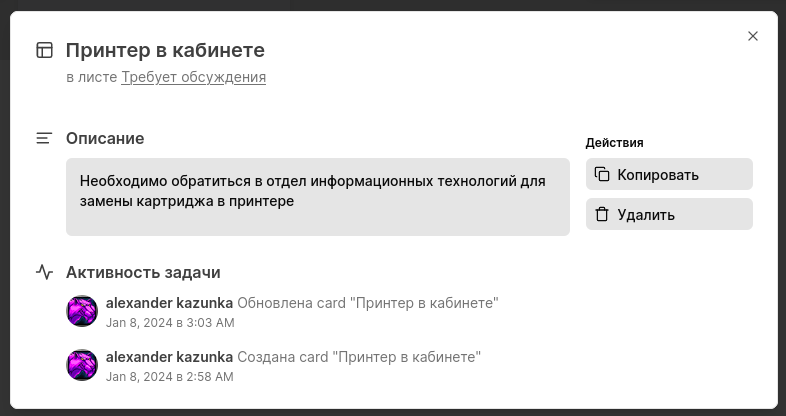 Принтер в кабинете
в листе Требует обсуждения
Описание
Необходимо обратиться в отдел информационных технологий для
замены картриджа в принтере
Действия
Копировать
Удалить
Активность задачи
alexander kazunka Обновлена card "Принтер в кабинете"
Jan 8, 2024 в 3:03 AM
alexander kazunka Создана card "Принтер в кабинете"
Jan 8, 2024 в 2:58 AM